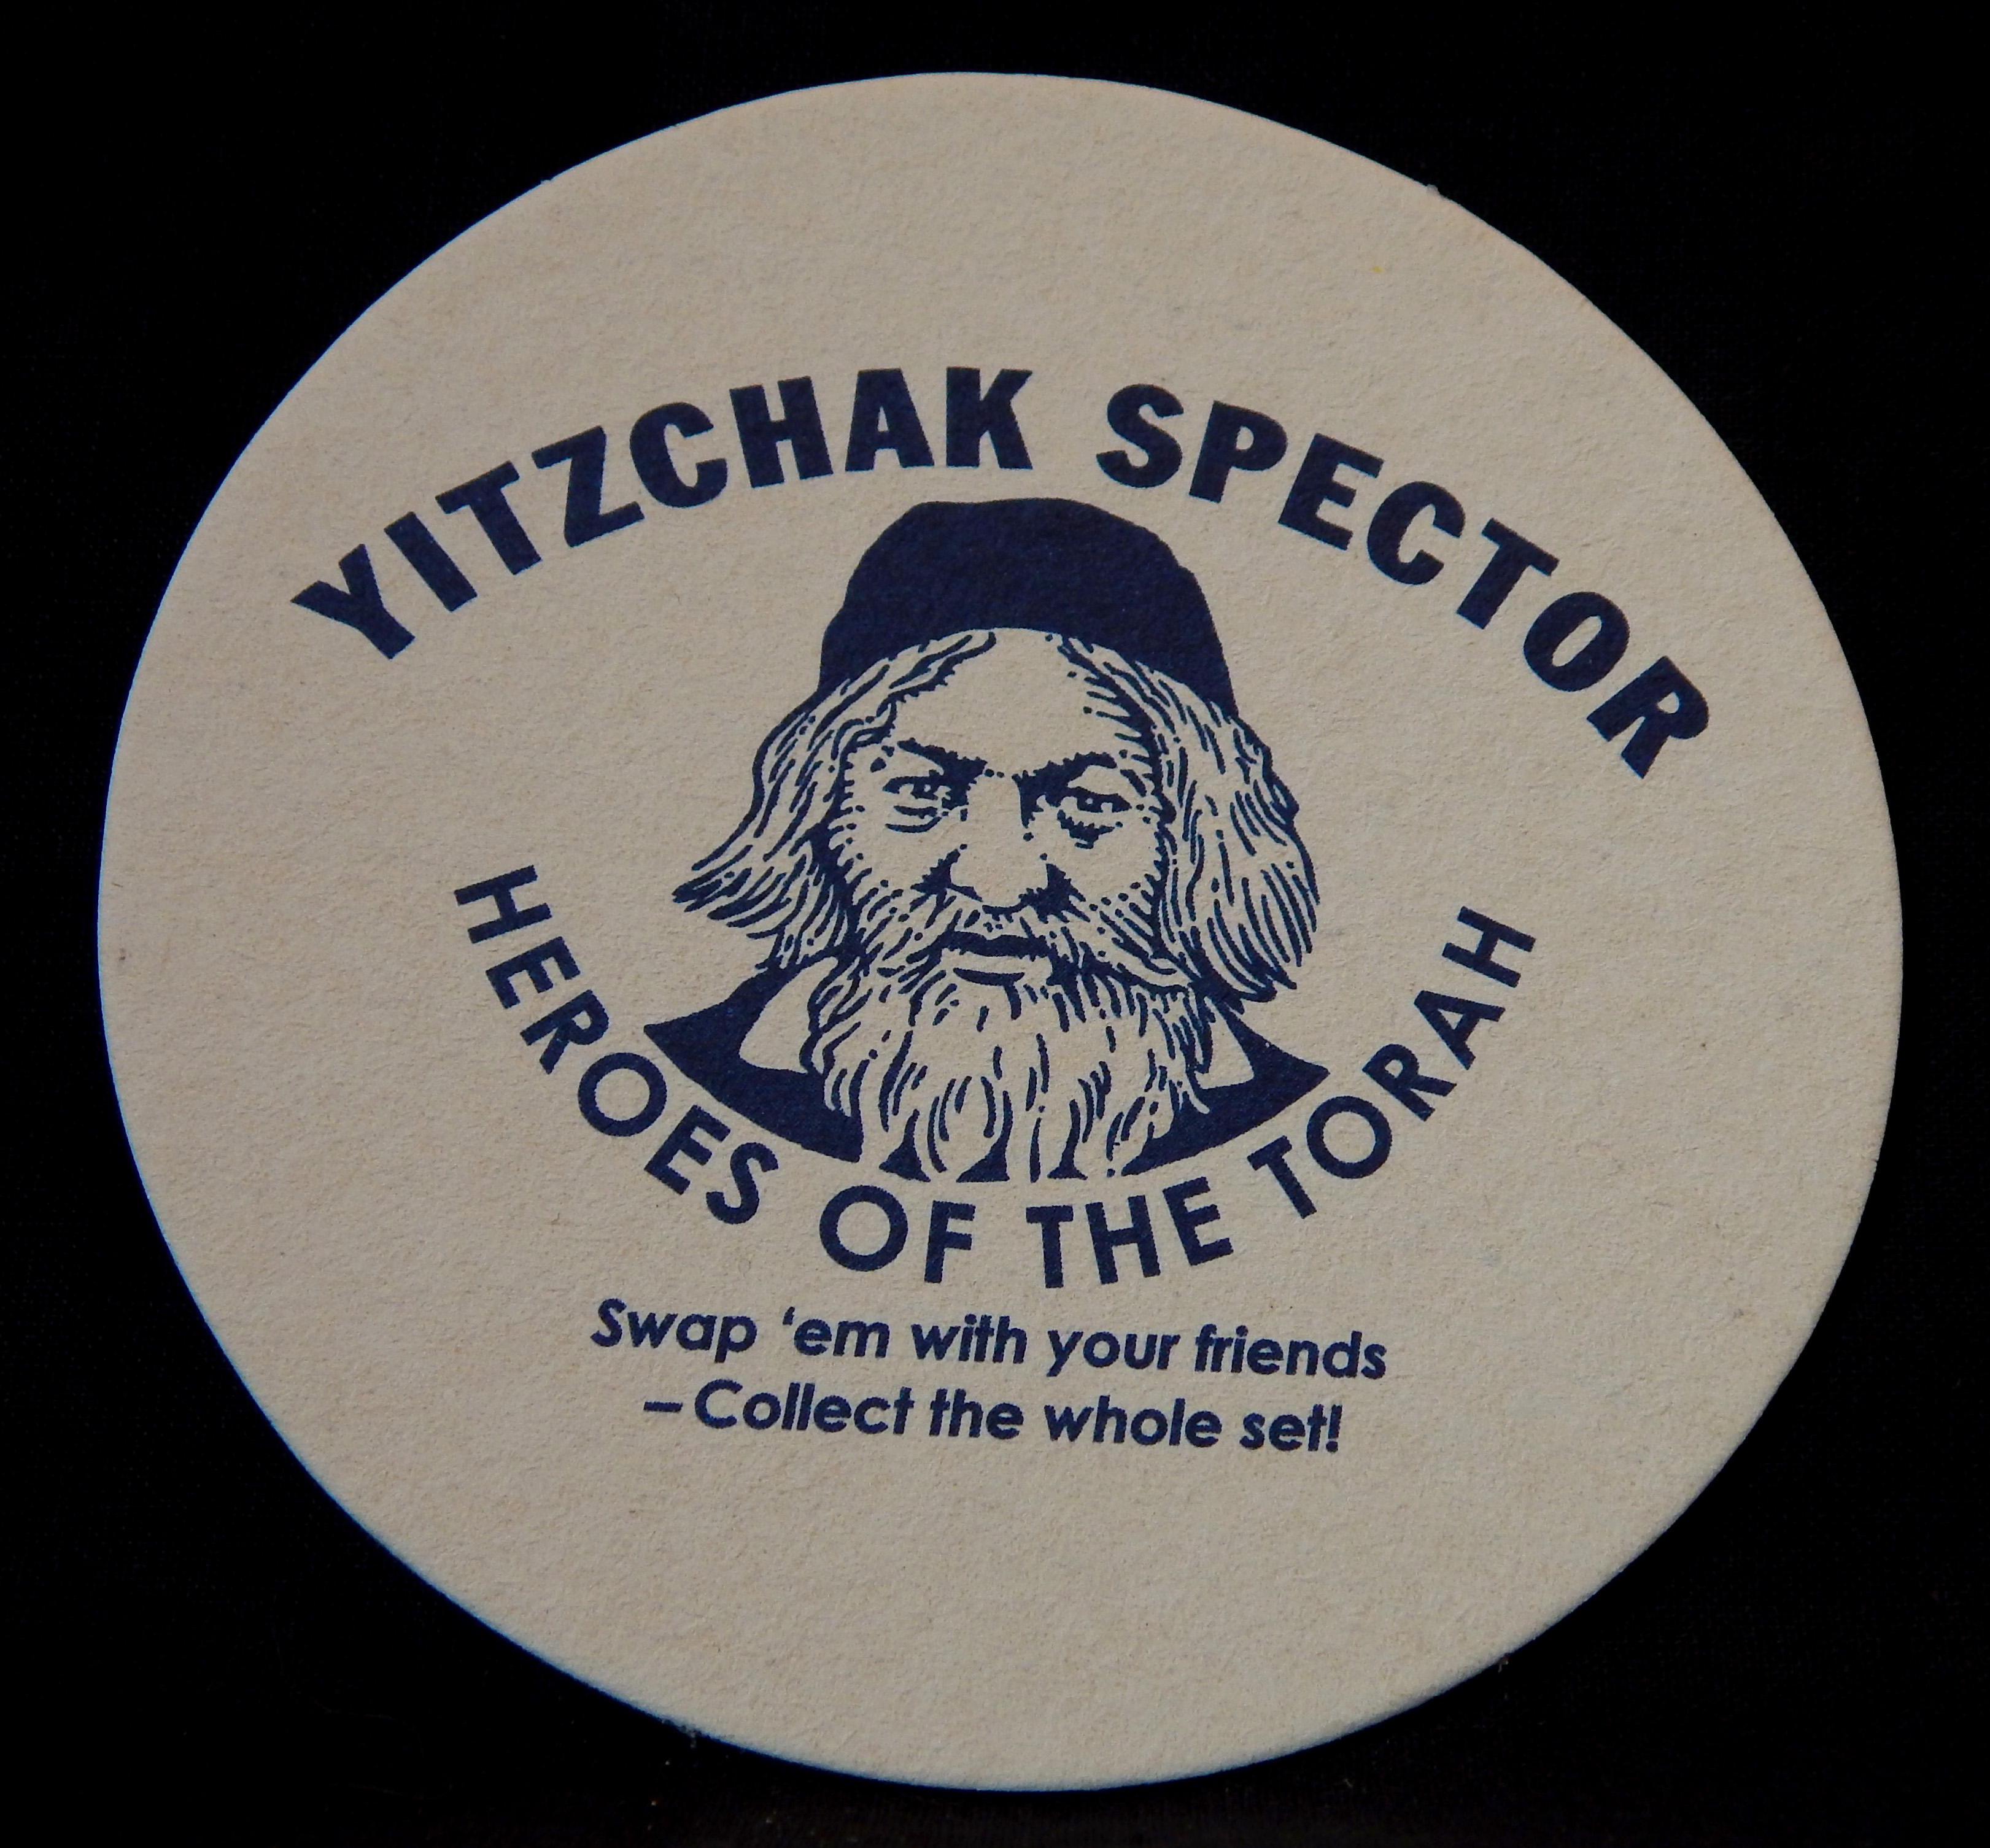 YITZCHAK SPECTOR
HEROES OF THE TORAH
Swap ‘em with your friends
–Collect the whole set!